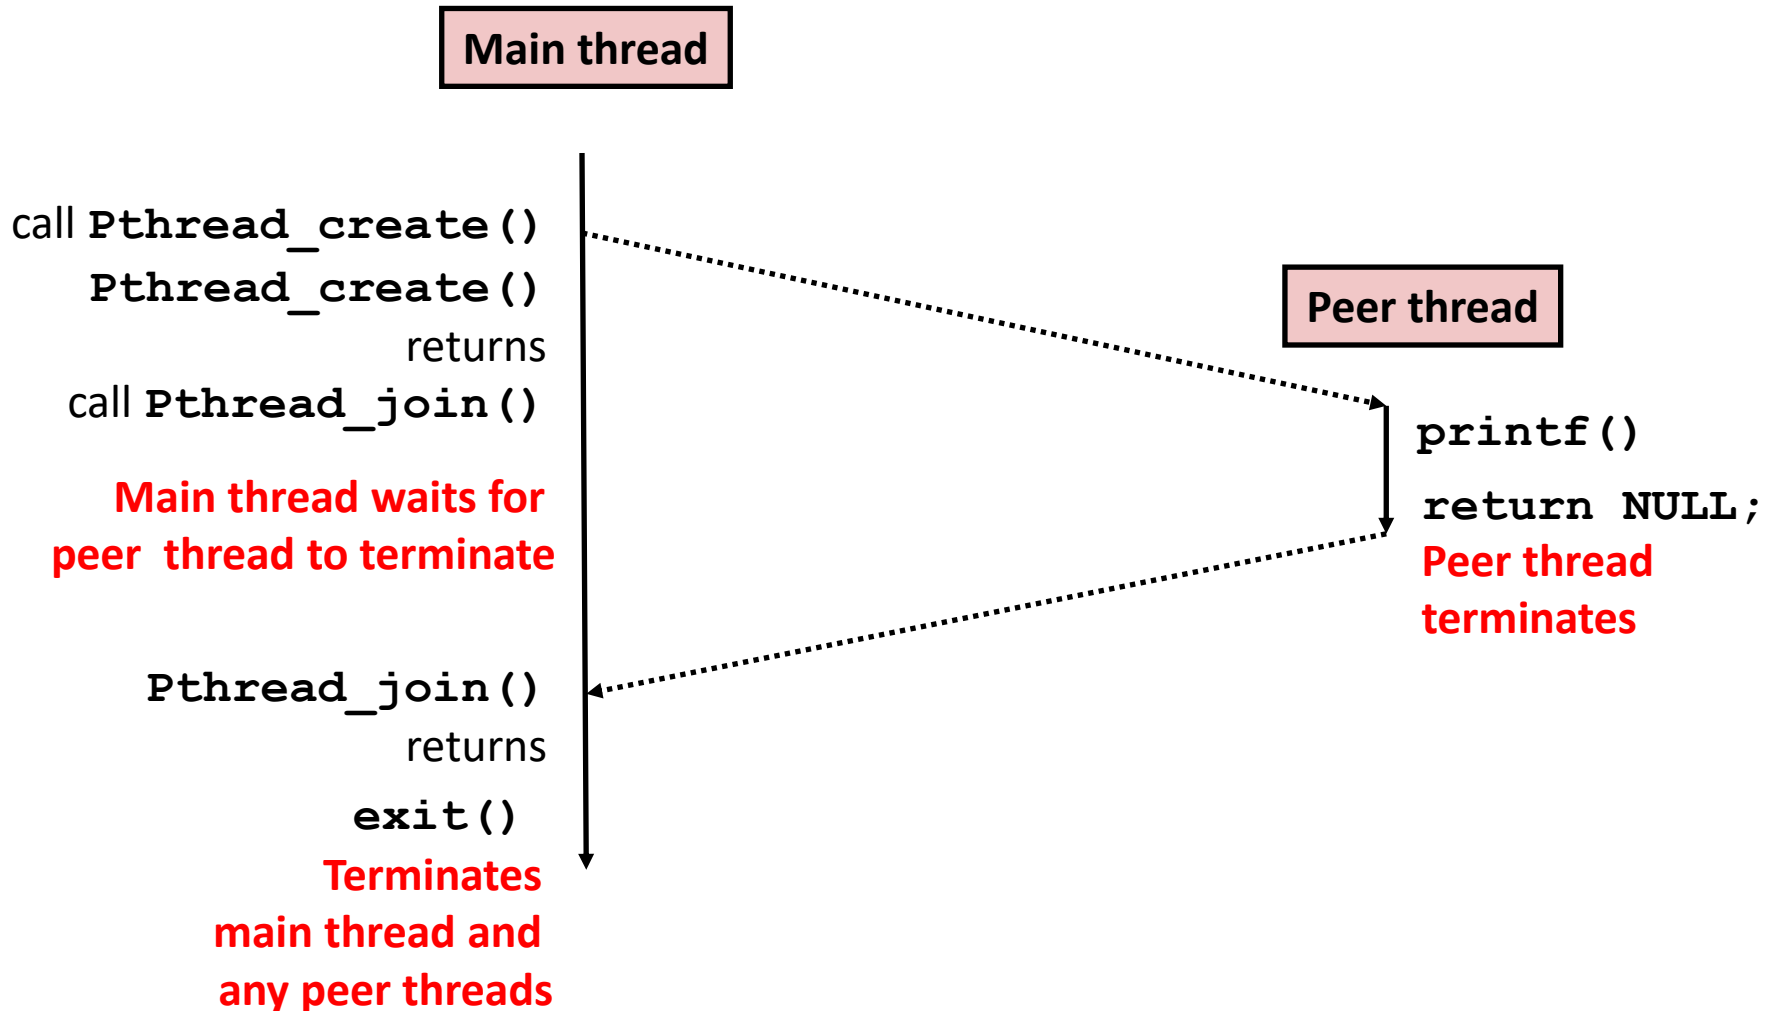 Main thread
call Pthread_create()
Pthread_create()
returns
call Pthread_join()
Main thread waits for
peer thread to terminate
Pthread_join()
returns
exit()
Terminates
main thread and
any peer threads
Peer thread
printf()
return NULL;
Peer thread
terminates